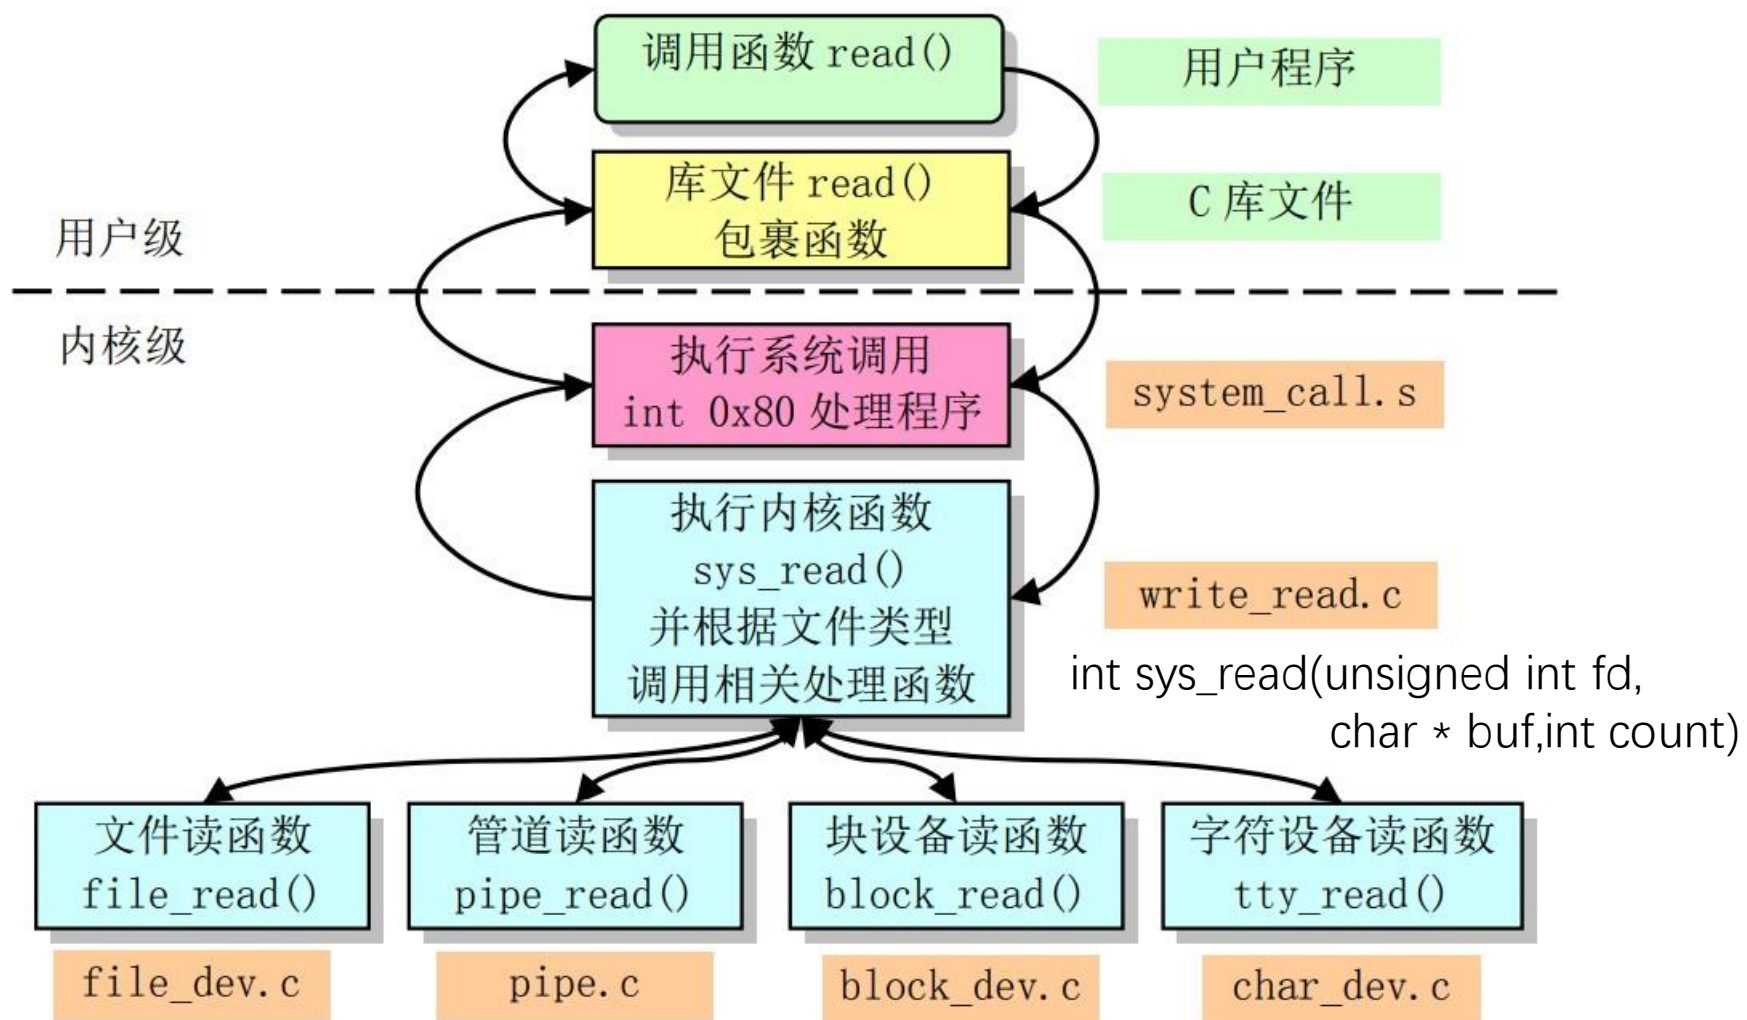 调用函数 read()
用户程序
库文件 read()
包裹函数
C 库文件
用户级
内核级
执行系统调用
int 0x80 处理程序
system_call.s
执行内核函数
sys_read()
并根据文件类型
调用相关处理函数
write_read.c
int sys_read(unsigned int fd,
char * buf,int count)
文件读函数
file_read()
管道读函数
pipe_read()
块设备读函数
block_read()
字符设备读函数
tty_read()
file_dev.c
pipe.c
block_dev.c
char_dev.c